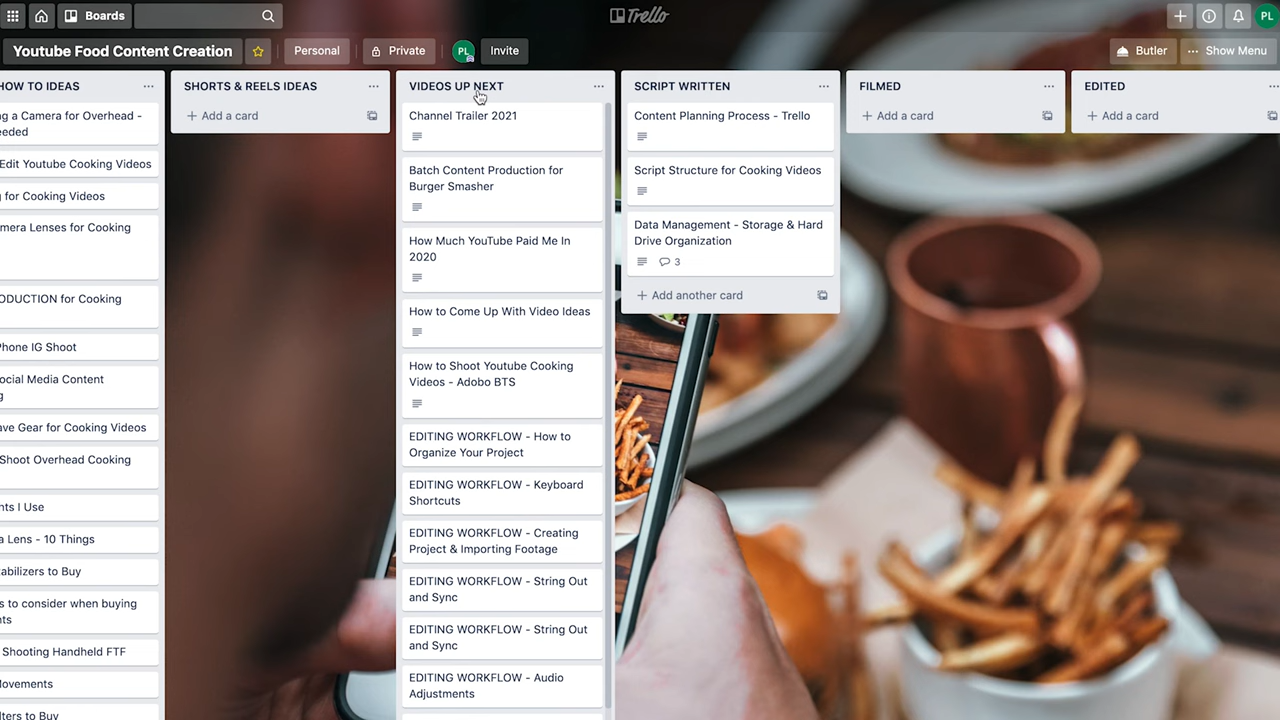 Boards
Trello
PL
Youtube Food Content Creation
Personal
Private
PL
Invite
Butler
Show Menu
HOW TO IDEAS
ng a Camera for Overhead -
eeded
Edit Youtube Cooking Videos
g for Cooking Videos
mera Lenses for Cooking
ODUCTION for Cooking
Phone IG Shoot
ocial Media Content
g
ave Gear for Cooking Videos
Shoot Overhead Cooking
nts I Use
a Lens - 10 Things
abilizers to Buy
s to consider when buying
nts
Shooting Handheld FTF
Movements
lters to Buy
SHORTS & REELS IDEAS
Add a card
VIDEOS UP NEXT
Channel Trailer 2021
Batch Content Production for
Burger Smasher
How Much YouTube Paid Me In
2020
How to Come Up With Video Ideas
How to Shoot Youtube Cooking
Videos - Adobo BTS
EDITING WORKFLOW - How to
Organize Your Project
EDITING WORKFLOW - Keyboard
Shortcuts
EDITING WORKFLOW - Creating
Project & Importing Footage
EDITING WORKFLOW - String Out
and Sync
EDITING WORKFLOW - String Out
and Sync
EDITING WORKFLOW - Audio
Adjustments
SCRIPT WRITTEN
Content Planning Process - Trello
Script Structure for Cooking Videos
Data Management - Storage & Hard
Drive Organization
3
Add another card
FILMED
Add a card
EDITED
Add a card